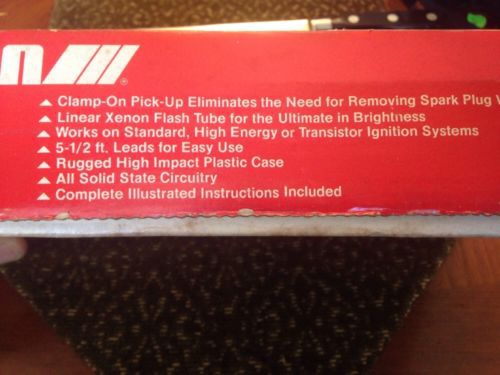 ▲ Clamp-On Pick-Up Eliminates the Need for Removing Spark Plug
▲ Linear Xenon Flash Tube for the Ultimate in Brightness
▲ Works on Standard, High Energy or Transistor Ignition Systems
▲ 5-1/2 ft. Leads for Easy Use
▲ Rugged High Impact Plastic Case
▲ All Solid State Circuitry
▲ Complete Illustrated Instructions Included